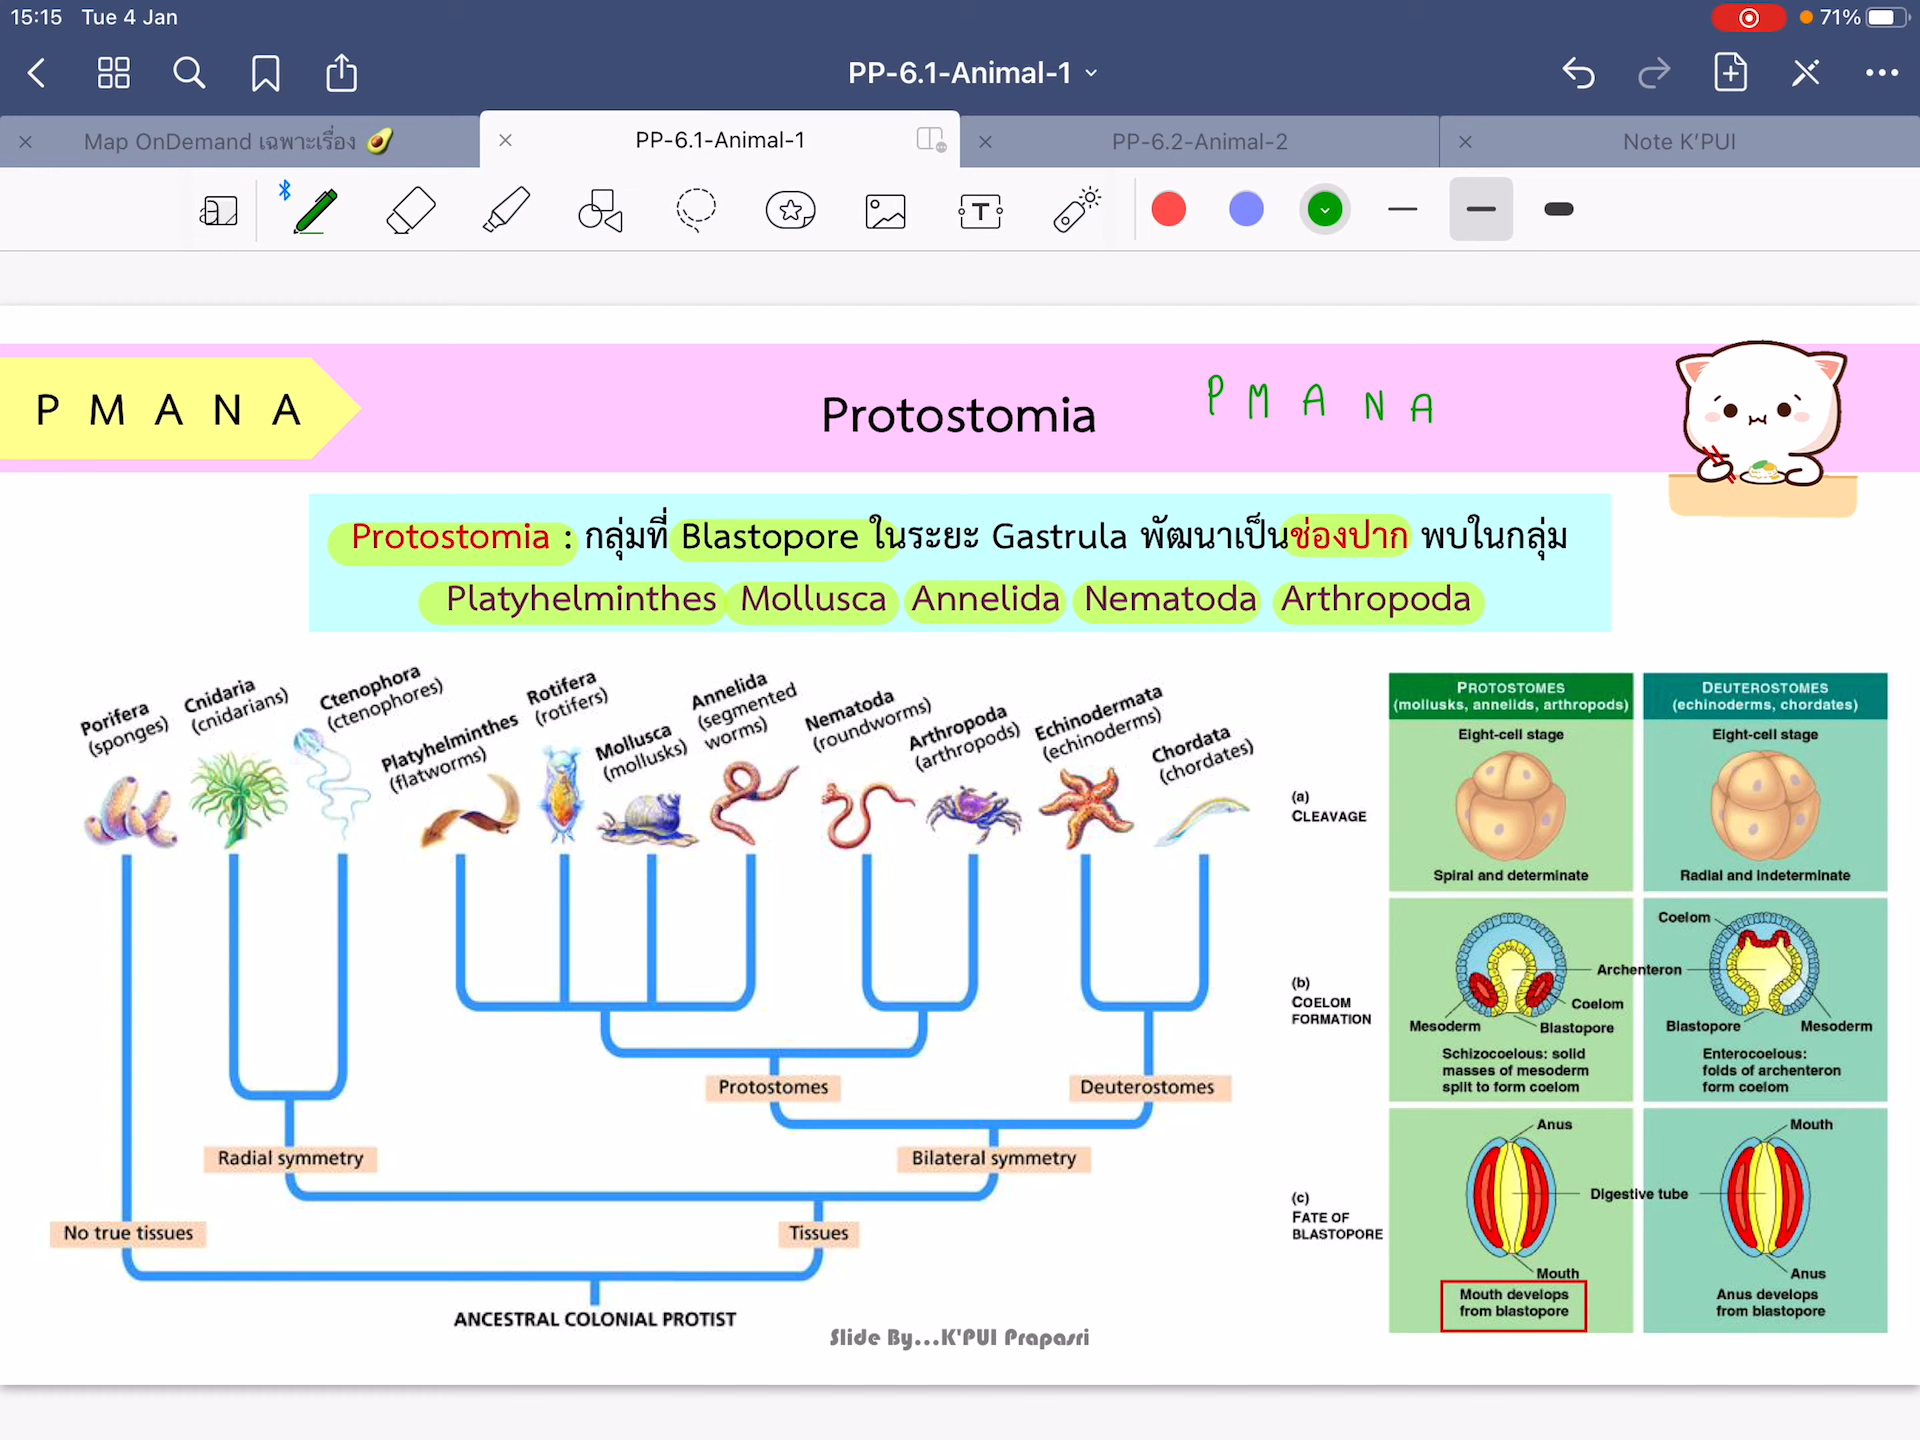 15:15 Tue 4 Jan
71%
PP-6.1-Animal-1
Map OnDemand เฉพาะเรื่อง 🥑
PP-6.1-Animal-1
PP-6.2-Animal-2
Note K'PUI
P M A N A
Protostomia
P M A N A
Protostomia : กลุ่มที่ Blastopore ในระยะ Gastrula พัฒนาเป็นช่องปาก พบในกลุ่ม
Platyhelminthes Mollusca Annelida Nematoda Arthropoda
Porifera
(sponges)
Cnidaria
(cnidarians)
Ctenophora
(ctenophores)
Platyhelminthes
(flatworms)
Rotifera
(rotifers)
Mollusca
(mollusks)
Annelida
(segmented
worms)
Nematoda
(roundworms)
Arthropoda
(arthropods)
Echinodermata
(echinoderms)
Chordata
(chordates)
Protostomes
Deuterostomes
Radial symmetry
Bilateral symmetry
No true tissues
Tissues
ANCESTRAL COLONIAL PROTIST
Slide By...K'PUI Prapasri
PROTOSTOMES
(mollusks, annelids, arthropods)
DEUTEROSTOMES
(echinoderms, chordates)
(a)
CLEAVAGE
Eight-cell stage
Spiral and determinate
Eight-cell stage
Radial and indeterminate
(b)
COELOM
FORMATION
Archenteron
Coelom
Mesoderm
Blastopore
Schizocoelous: solid
masses of mesoderm
split to form coelom
Coelom
Blastopore
Mesoderm
Enterocoelous:
folds of archenteron
form coelom
(c)
FATE OF
BLASTOPORE
Anus
Digestive tube
Mouth
Mouth develops
from blastopore
Mouth
Anus
Anus develops
from blastopore